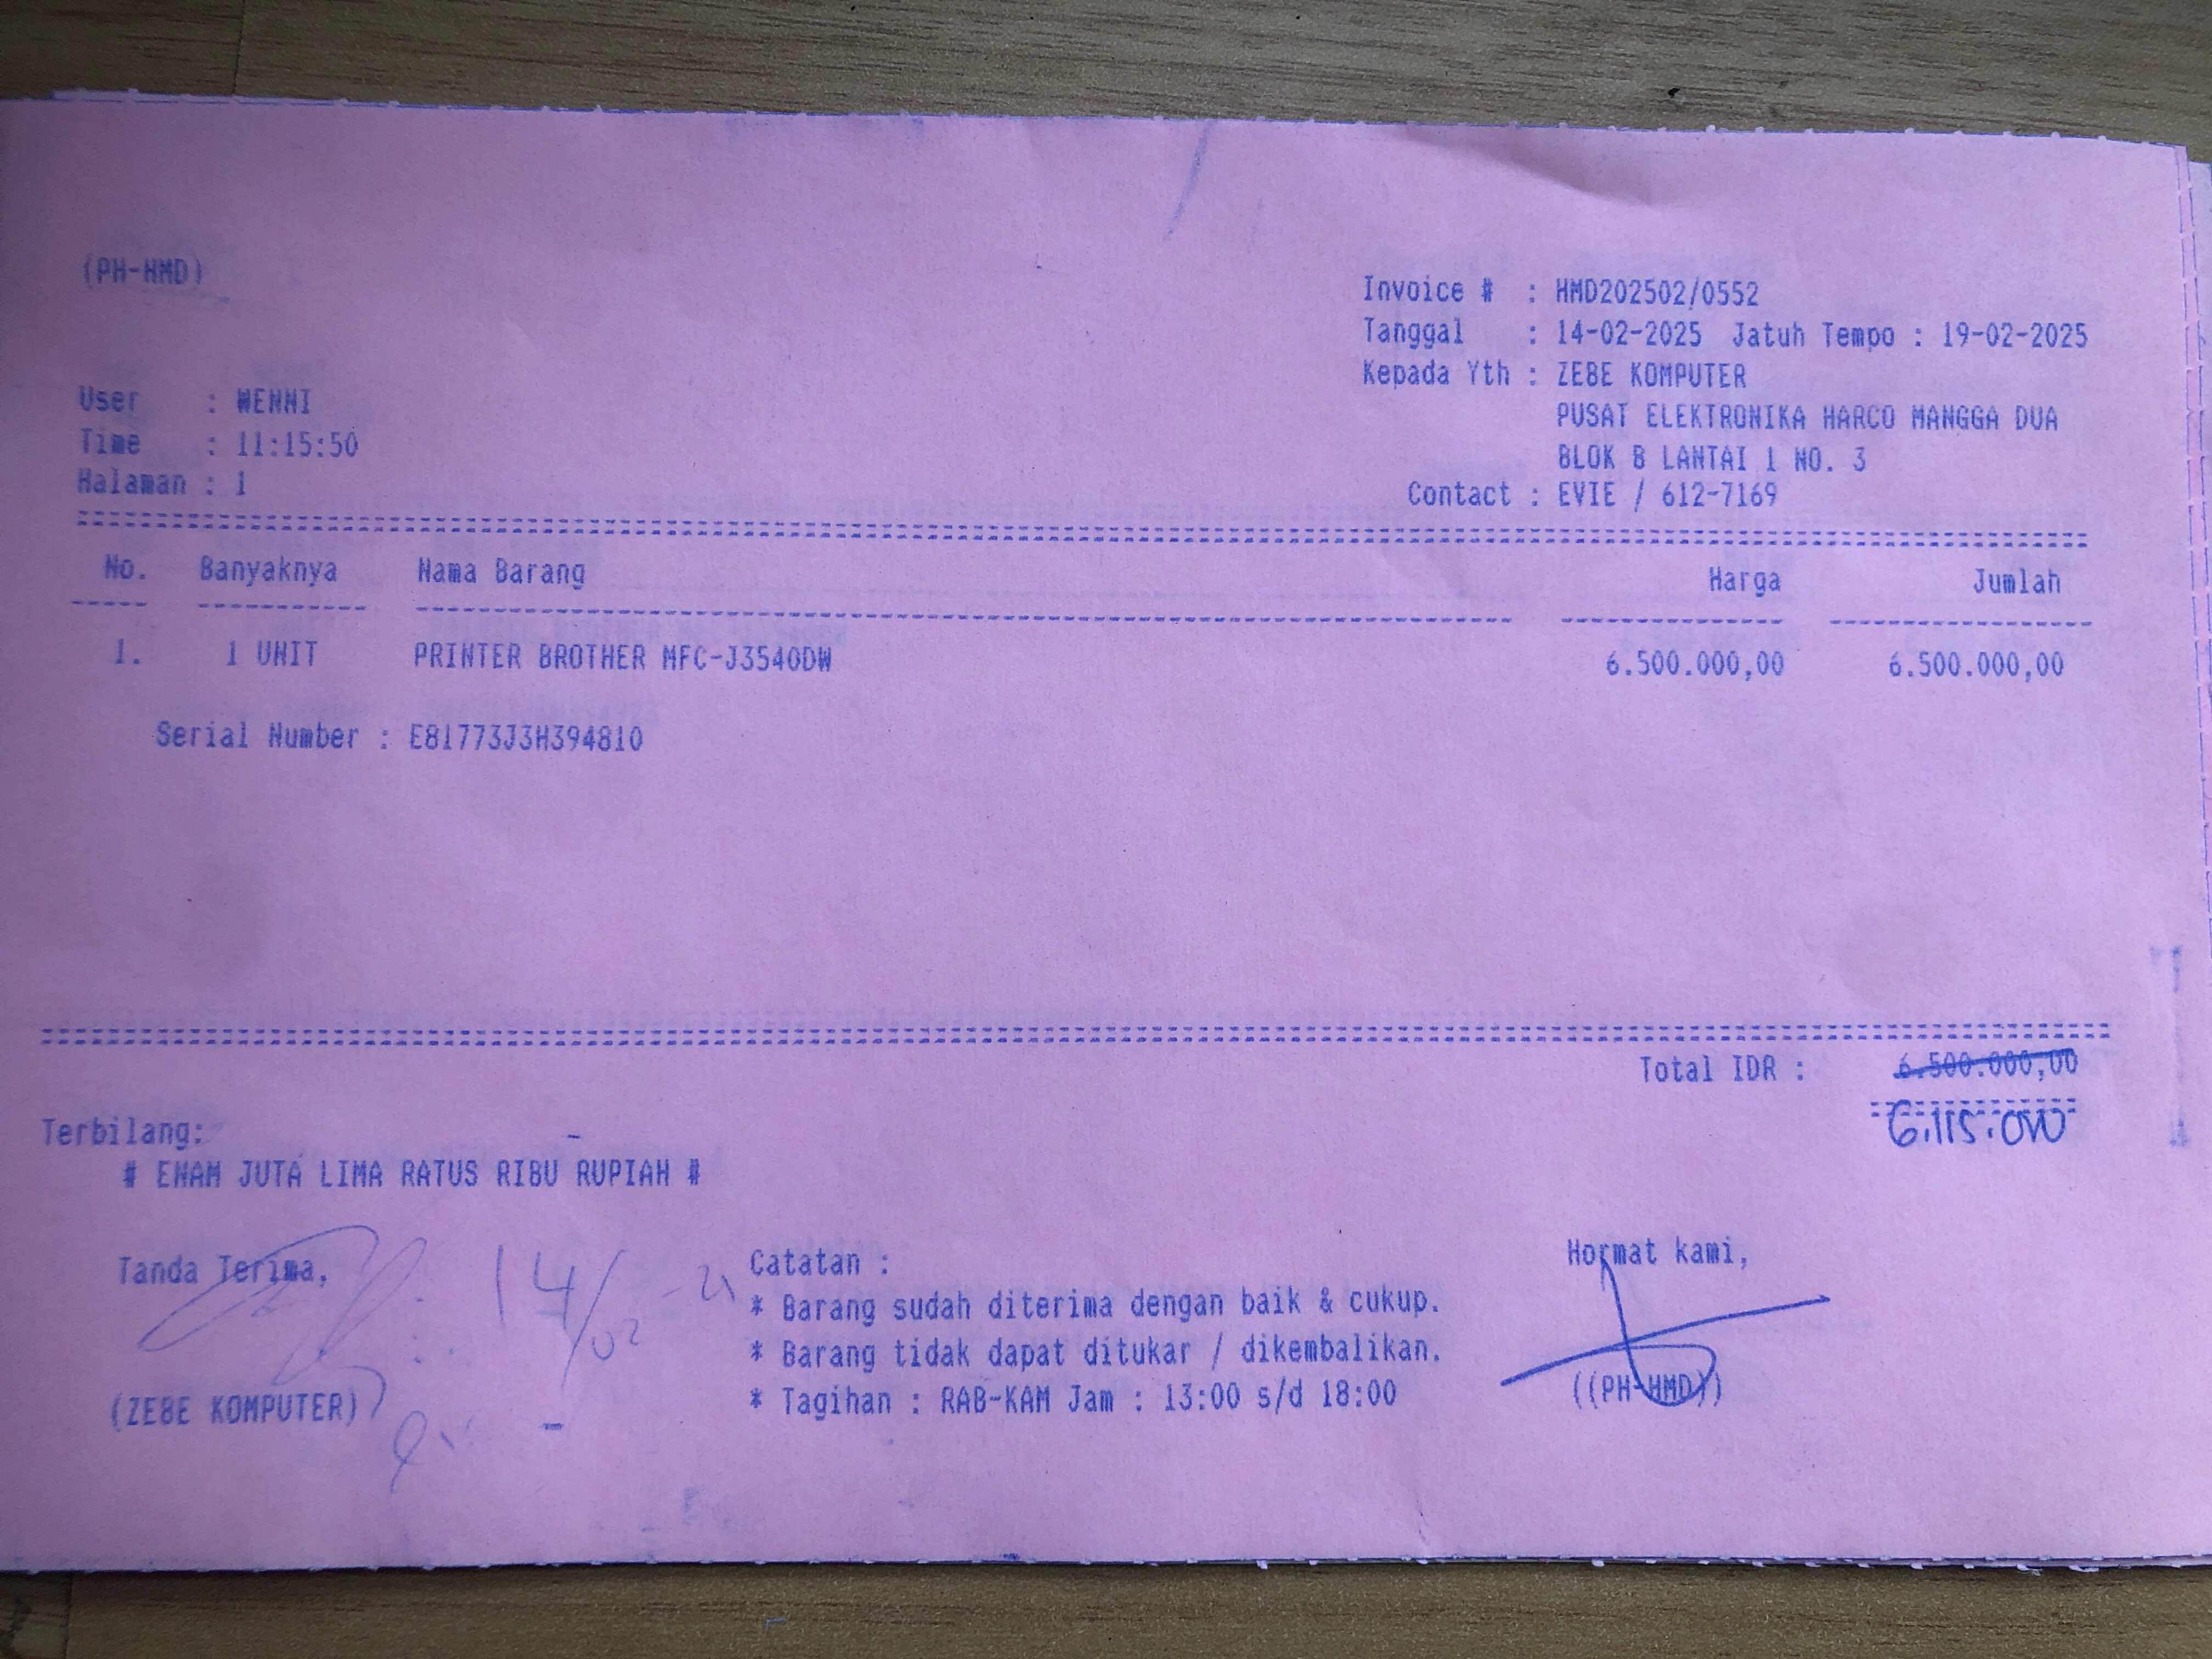 (PH-HMD)
Invoice # : HMD202502/0552
Tanggal : 14-02-2025 Jatuh Tempo : 19-02-2025
Kepada Yth : ZEBE KOMPUTER
PUSAT ELEKTRONIKA HARCO MANGGA DUA
BLOK B LANTAI 1 NO. 3
Contact : EVIE / 612-7169
User : WENNI
Time : 11:15:50
Halaman : 1
No. Banyaknya Nama Barang Harga Jumlah
1. 1 UNIT PRINTER BROTHER MFC-J3540DW 6.500.000,00 6.500.000,00
Serial Number : E81773J3H394810
Total IDR : 6.500.000,00
6.115.000
Terbilang:
# ENAM JUTA LIMA RATUS RIBU RUPIAH #
Tanda Terima,
14/02
(ZEBE KOMPUTER)
Catatan :
* Barang sudah diterima dengan baik & cukup.
* Barang tidak dapat ditukar / dikembalikan.
* Tagihan : RAB-KAM Jam : 13:00 s/d 18:00
Hormat kami,
((PH-HMD))